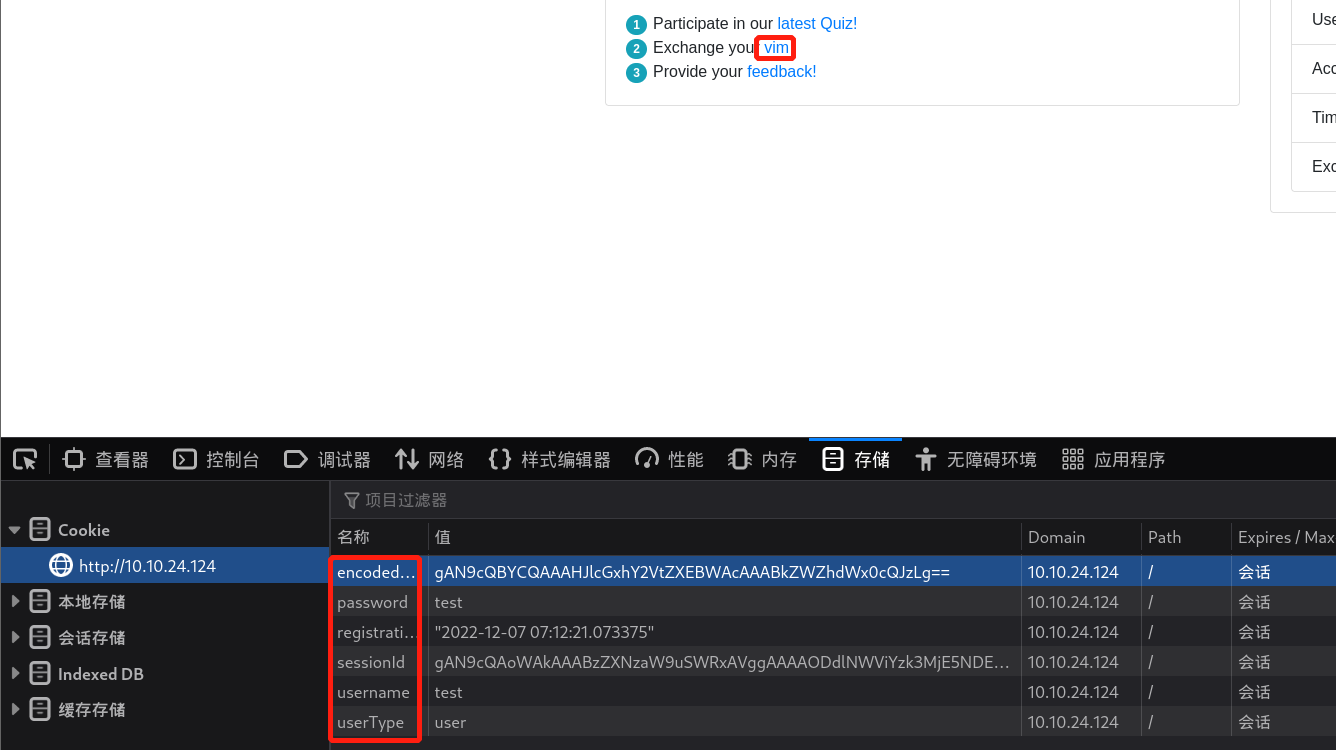 1 Participate in our latest Quiz!
Use
2 Exchange you vim
3 Provide your feedback!
Acc
Tim
Exc
查看器 控制台 调试器 网络 样式编辑器 性能 内存 存储 无障碍环境 应用程序
项目过滤器
Cookie
http://10.10.24.124
本地存储
会话存储
Indexed DB
缓存存储
名称 值 Domain Path Expires / Max
encoded... gAN9cQBYCQAAAHJlcGxhY2VtZXEBWAcAAABkZWZhdWx0cQJzLg== 10.10.24.124 / 会话
password test 10.10.24.124 / 会话
registrati... "2022-12-07 07:12:21.073375" 10.10.24.124 / 会话
sessionId gAN9cQAoWAkAAABzZXNzaW9uSWRxAVggAAAAODdlNWViYzk3MjE5NDE... 10.10.24.124 / 会话
username test 10.10.24.124 / 会话
userType user 10.10.24.124 / 会话